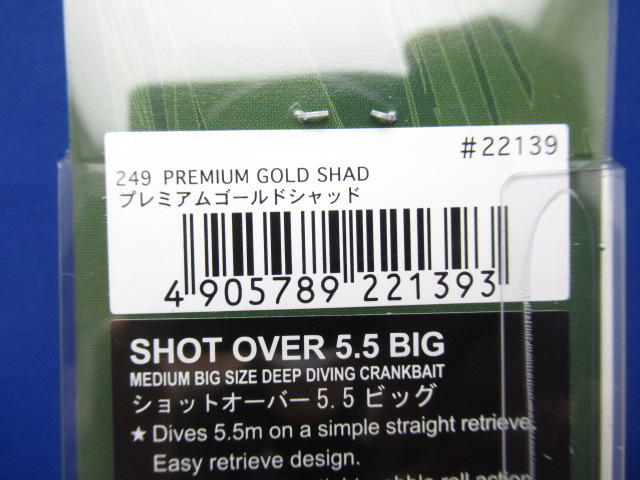 #22139
249 PREMIUM GOLD SHAD
プレミアムゴールドシャッド
4 905789 221393
SHOT OVER 5.5 BIG
MEDIUM BIG SIZE DEEP DIVING CRANKBAIT
ショットオーバー5.5ビッグ
★ Dives 5.5m on a simple straight retrieve.
Easy retrieve design.
roll action